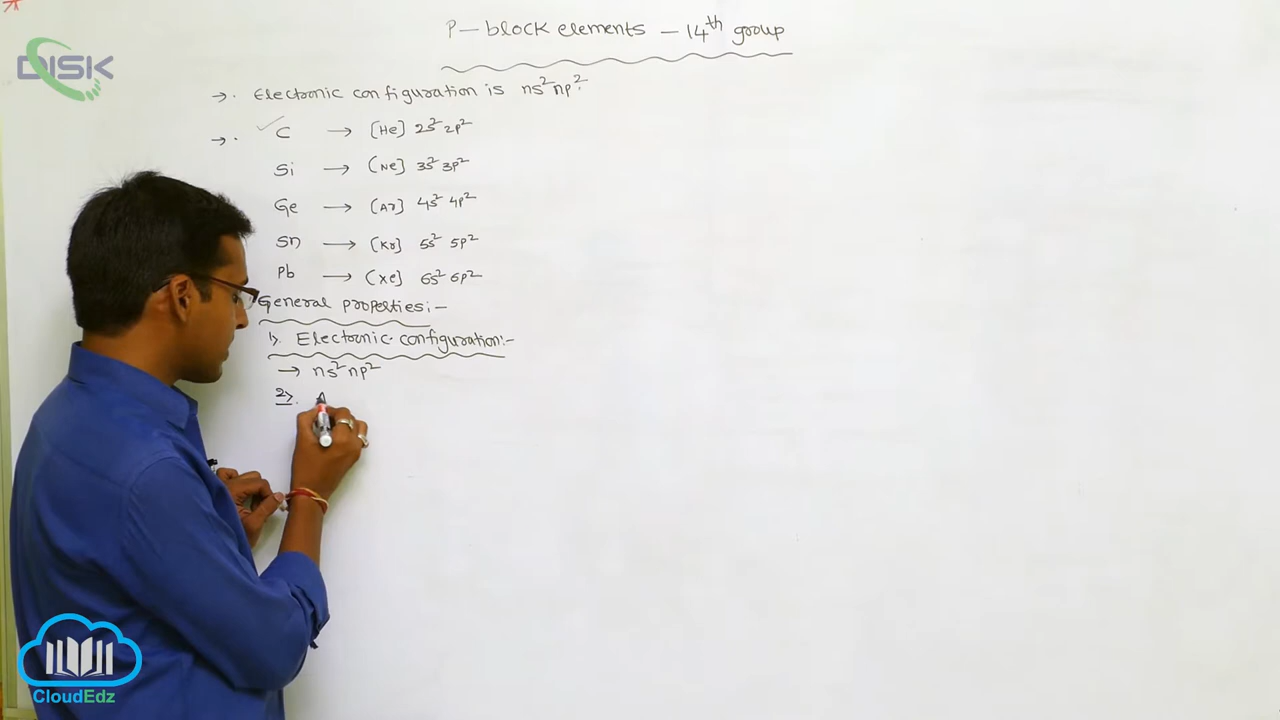 P – block elements – 14th group
DISK
→. Electronic configuration is ns² np².
→. C → [He] 2s² 2p²
Si → [Ne] 3s² 3p²
Ge → [Ar] 4s² 4p²
Sn → [Kr] 5s² 5p²
Pb → [Xe] 6s² 6p²
General properties:-
1). Electronic configuration:-
→ ns² np²
2).
CloudEdz